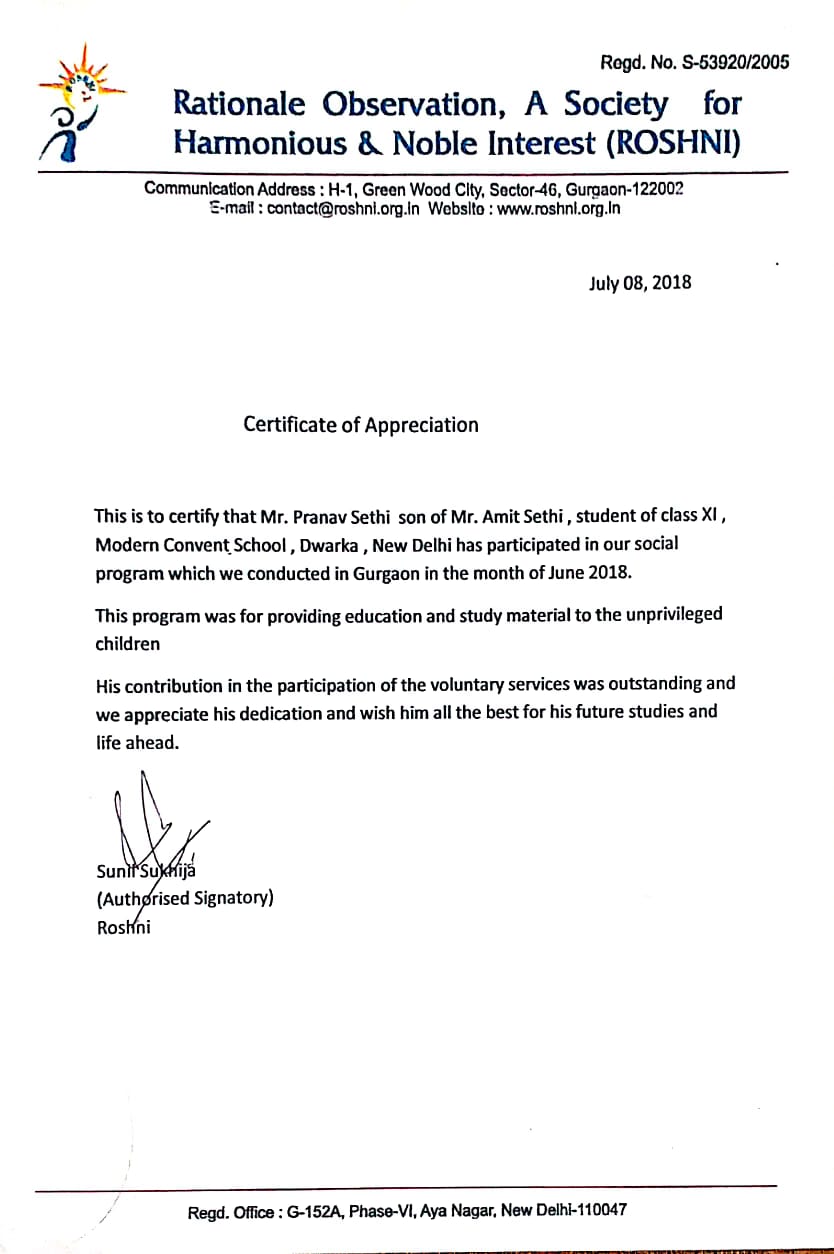 Regd. No. S-53920/2005
Rationale Observation, A Society for
Harmonious & Noble Interest (ROSHNI)
Communication Address : H-1, Green Wood City, Sector-46, Gurgaon-122002
E-mail : contact@roshni.org.in Website : www.roshni.org.in
July 08, 2018
Certificate of Appreciation
This is to certify that Mr. Pranav Sethi son of Mr. Amit Sethi , student of class XI ,
Modern Convent School , Dwarka , New Delhi has participated in our social
program which we conducted in Gurgaon in the month of June 2018.
This program was for providing education and study material to the unprivileged
children
His contribution in the participation of the voluntary services was outstanding and
we appreciate his dedication and wish him all the best for his future studies and
life ahead.
Sunit Sukhija
(Authorised Signatory)
Roshni
Regd. Office : G-152A, Phase-VI, Aya Nagar, New Delhi-110047